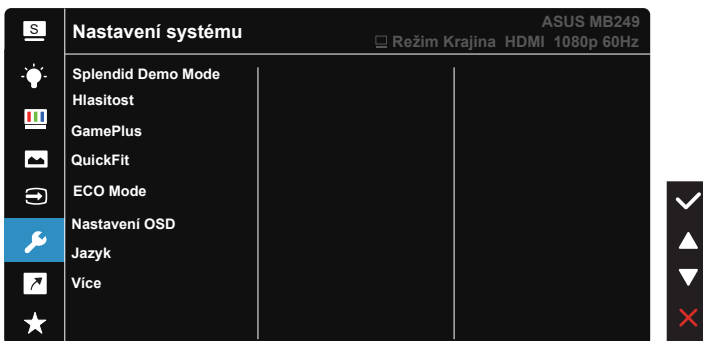 S
Nastavení systému
ASUS MB249
Režim Krajina HDMI 1080p 60Hz
Splendid Demo Mode
Hlasitost
GamePlus
QuickFit
ECO Mode
Nastavení OSD
Jazyk
Více